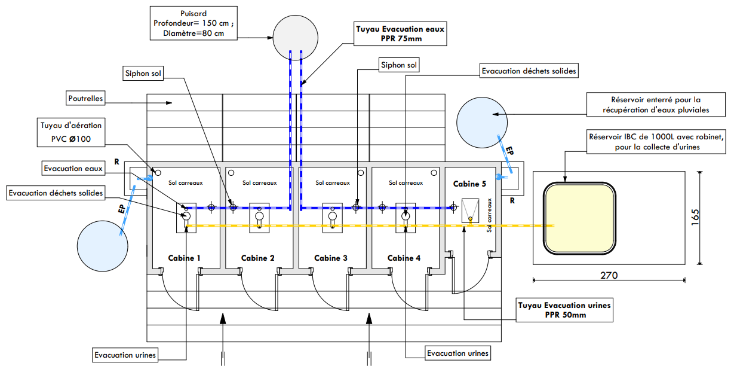 Puisard
Profondeur= 150 cm ;
Diamètre=80 cm
Tuyau Evacuation eaux
PPR 75mm
Siphon sol
Siphon sol
Evacuation déchets solides
Poutrelles
Réservoir enterré pour la
récupération d'eaux pluviales
Tuyau d'aération
PVC Ø100
Réservoir IBC de 1000L avec robinet,
pour la collecte d'urines
R
EP
Evacuation eaux
Sol carreaux
Sol carreaux
Sol carreaux
Sol carreaux
Cabine 5
Evacuation déchets solides
R
EP
Sol carreaux
165
Cabine 1
Cabine 2
Cabine 3
Cabine 4
270
Tuyau Evacuation urines
PPR 50mm
Evacuation urines
Evacuation urines